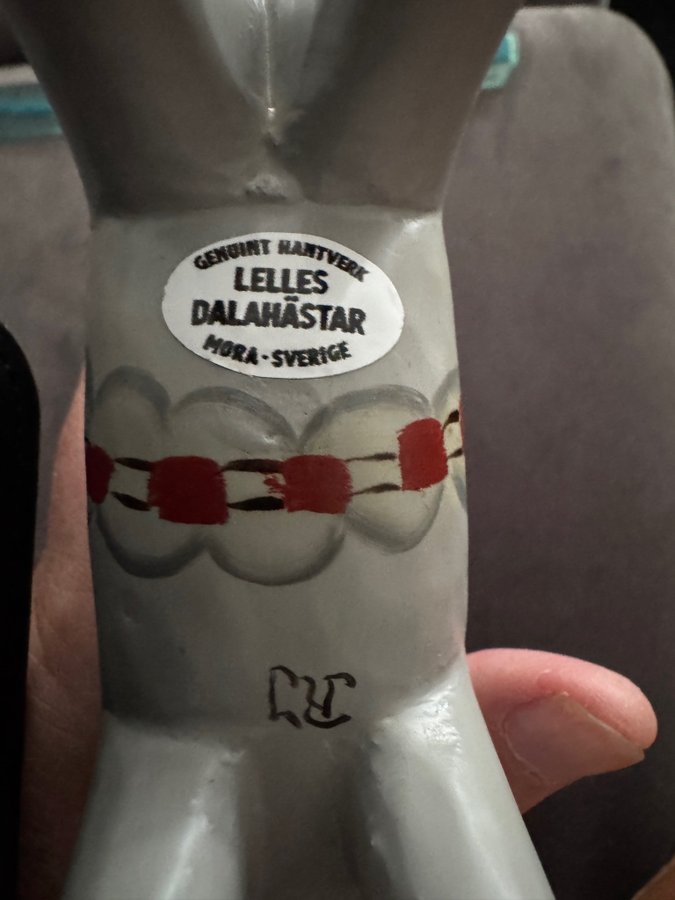 GENUINT HANTVERK
LELLES
DALAHÄSTAR
MORA · SVERIGE